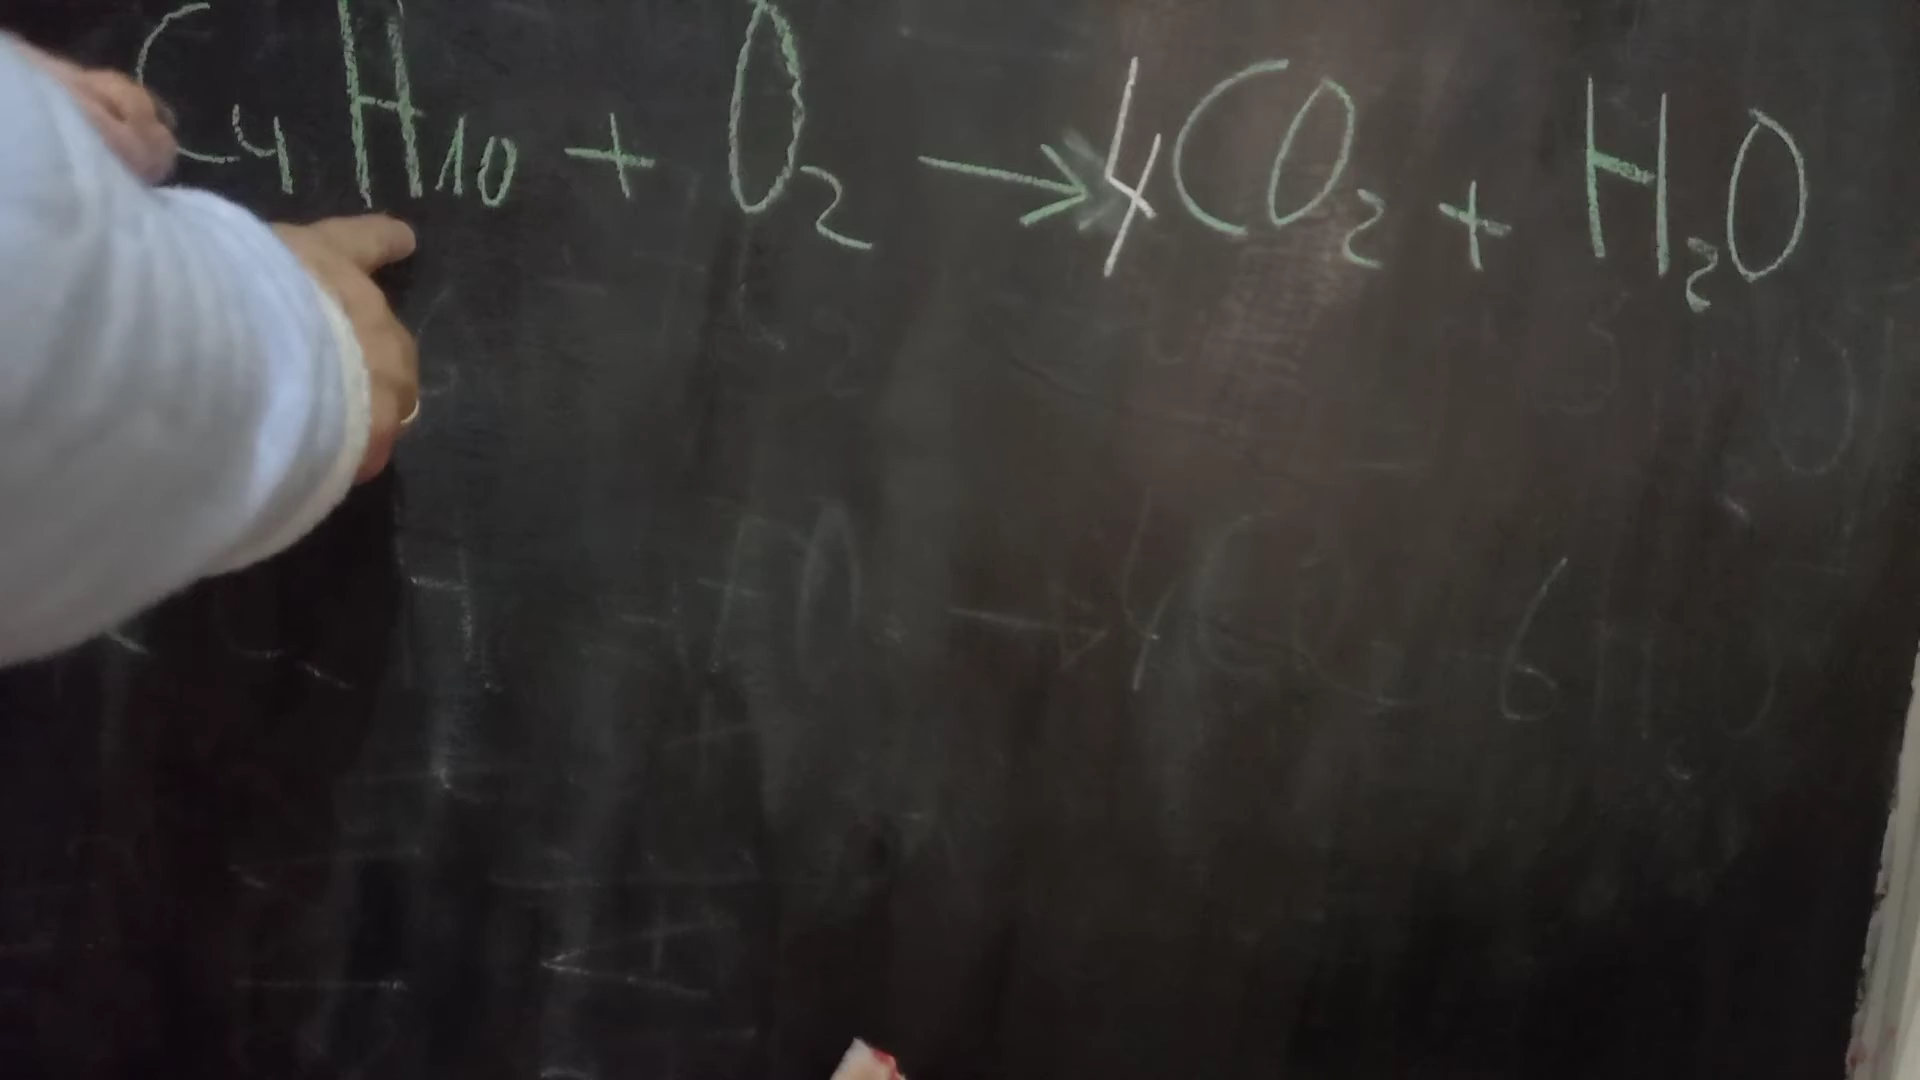 C₄H₁₀ + O₂ → 4CO₂ + H₂O